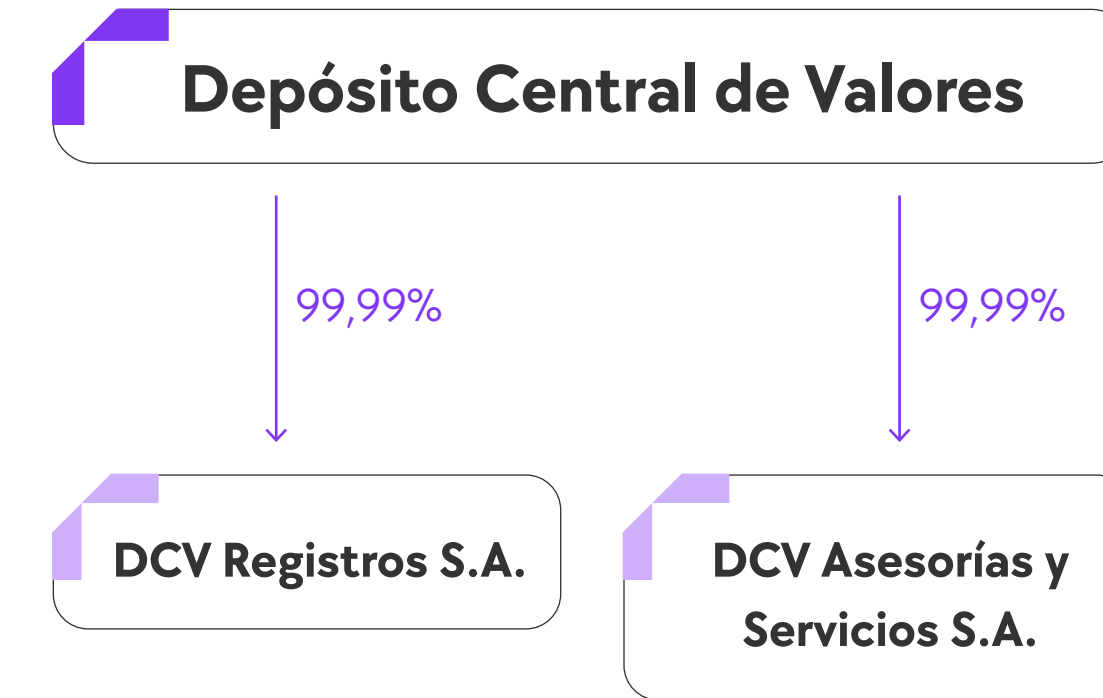 Depósito Central de Valores
99,99%
99,99%
DCV Registros S.A.
DCV Asesorías y
Servicios S.A.